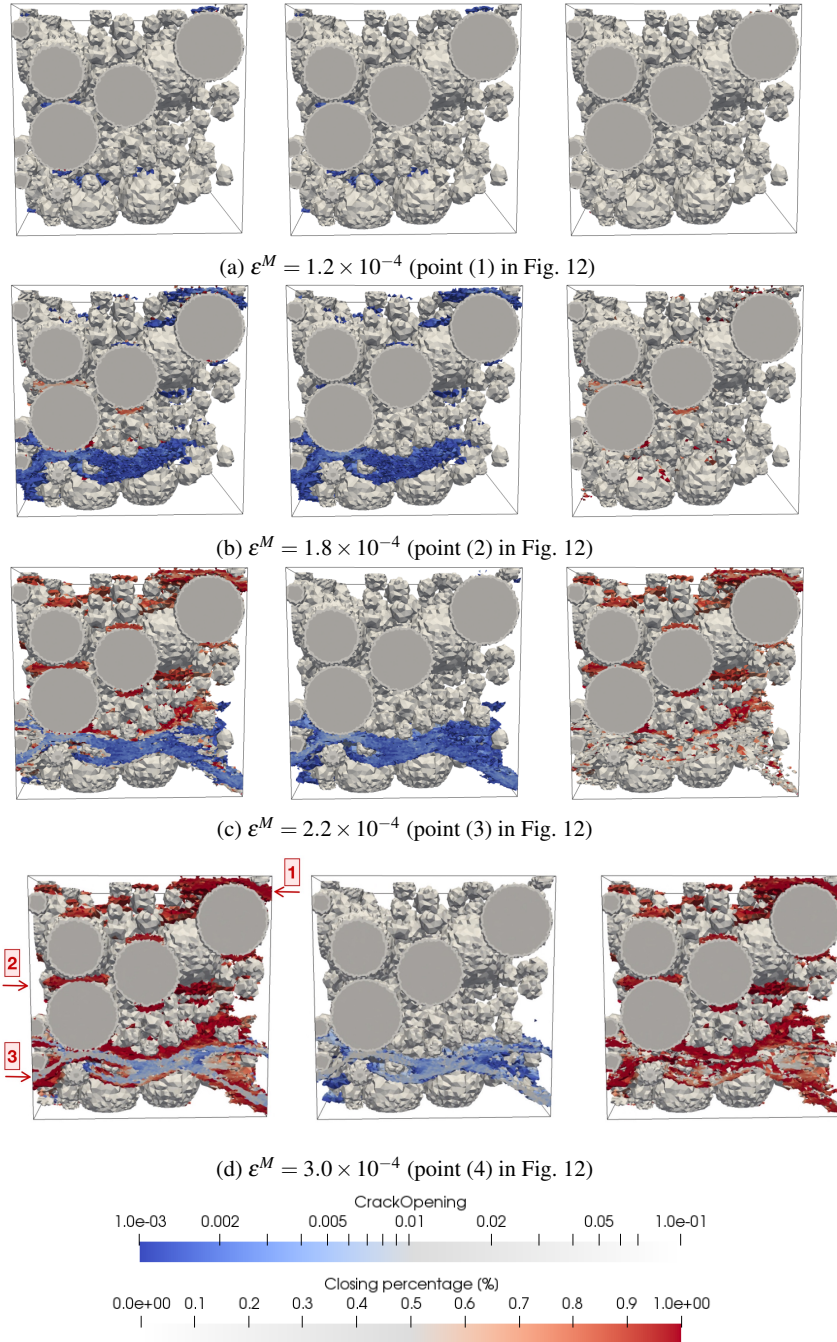 (a) εᴹ = 1.2 × 10⁻⁴ (point (1) in Fig. 12)
(b) εᴹ = 1.8 × 10⁻⁴ (point (2) in Fig. 12)
(c) εᴹ = 2.2 × 10⁻⁴ (point (3) in Fig. 12)
1
2
3
(d) εᴹ = 3.0 × 10⁻⁴ (point (4) in Fig. 12)
CrackOpening
1.0e-03 0.002 0.005 0.01 0.02 0.05 1.0e-01
Closing percentage [%]
0.0e+00 0.1 0.2 0.3 0.4 0.5 0.6 0.7 0.8 0.9 1.0e+00